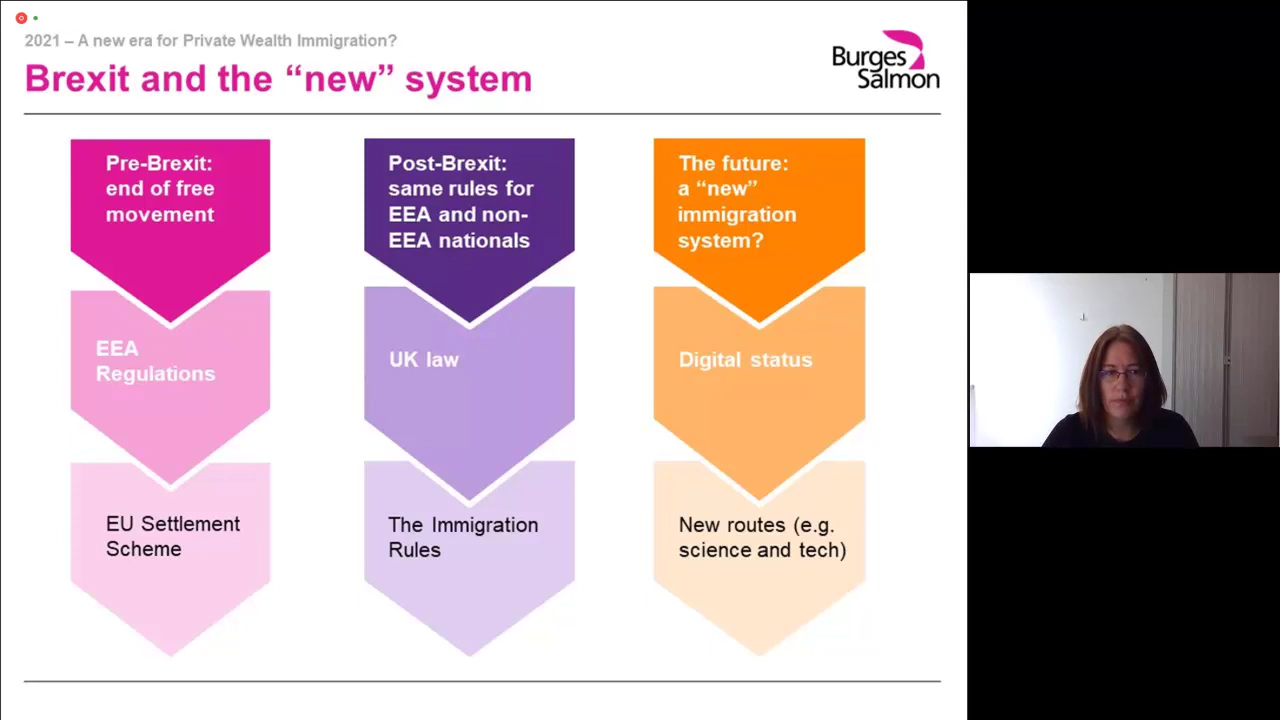 2021 – A new era for Private Wealth Immigration?
Brexit and the “new” system
Burges
Salmon
Pre-Brexit:
end of free
movement
EEA
Regulations
EU Settlement
Scheme
Post-Brexit:
same rules for
EEA and non-
EEA nationals
UK law
The Immigration
Rules
The future:
a “new”
immigration
system?
Digital status
New routes (e.g.
science and tech)